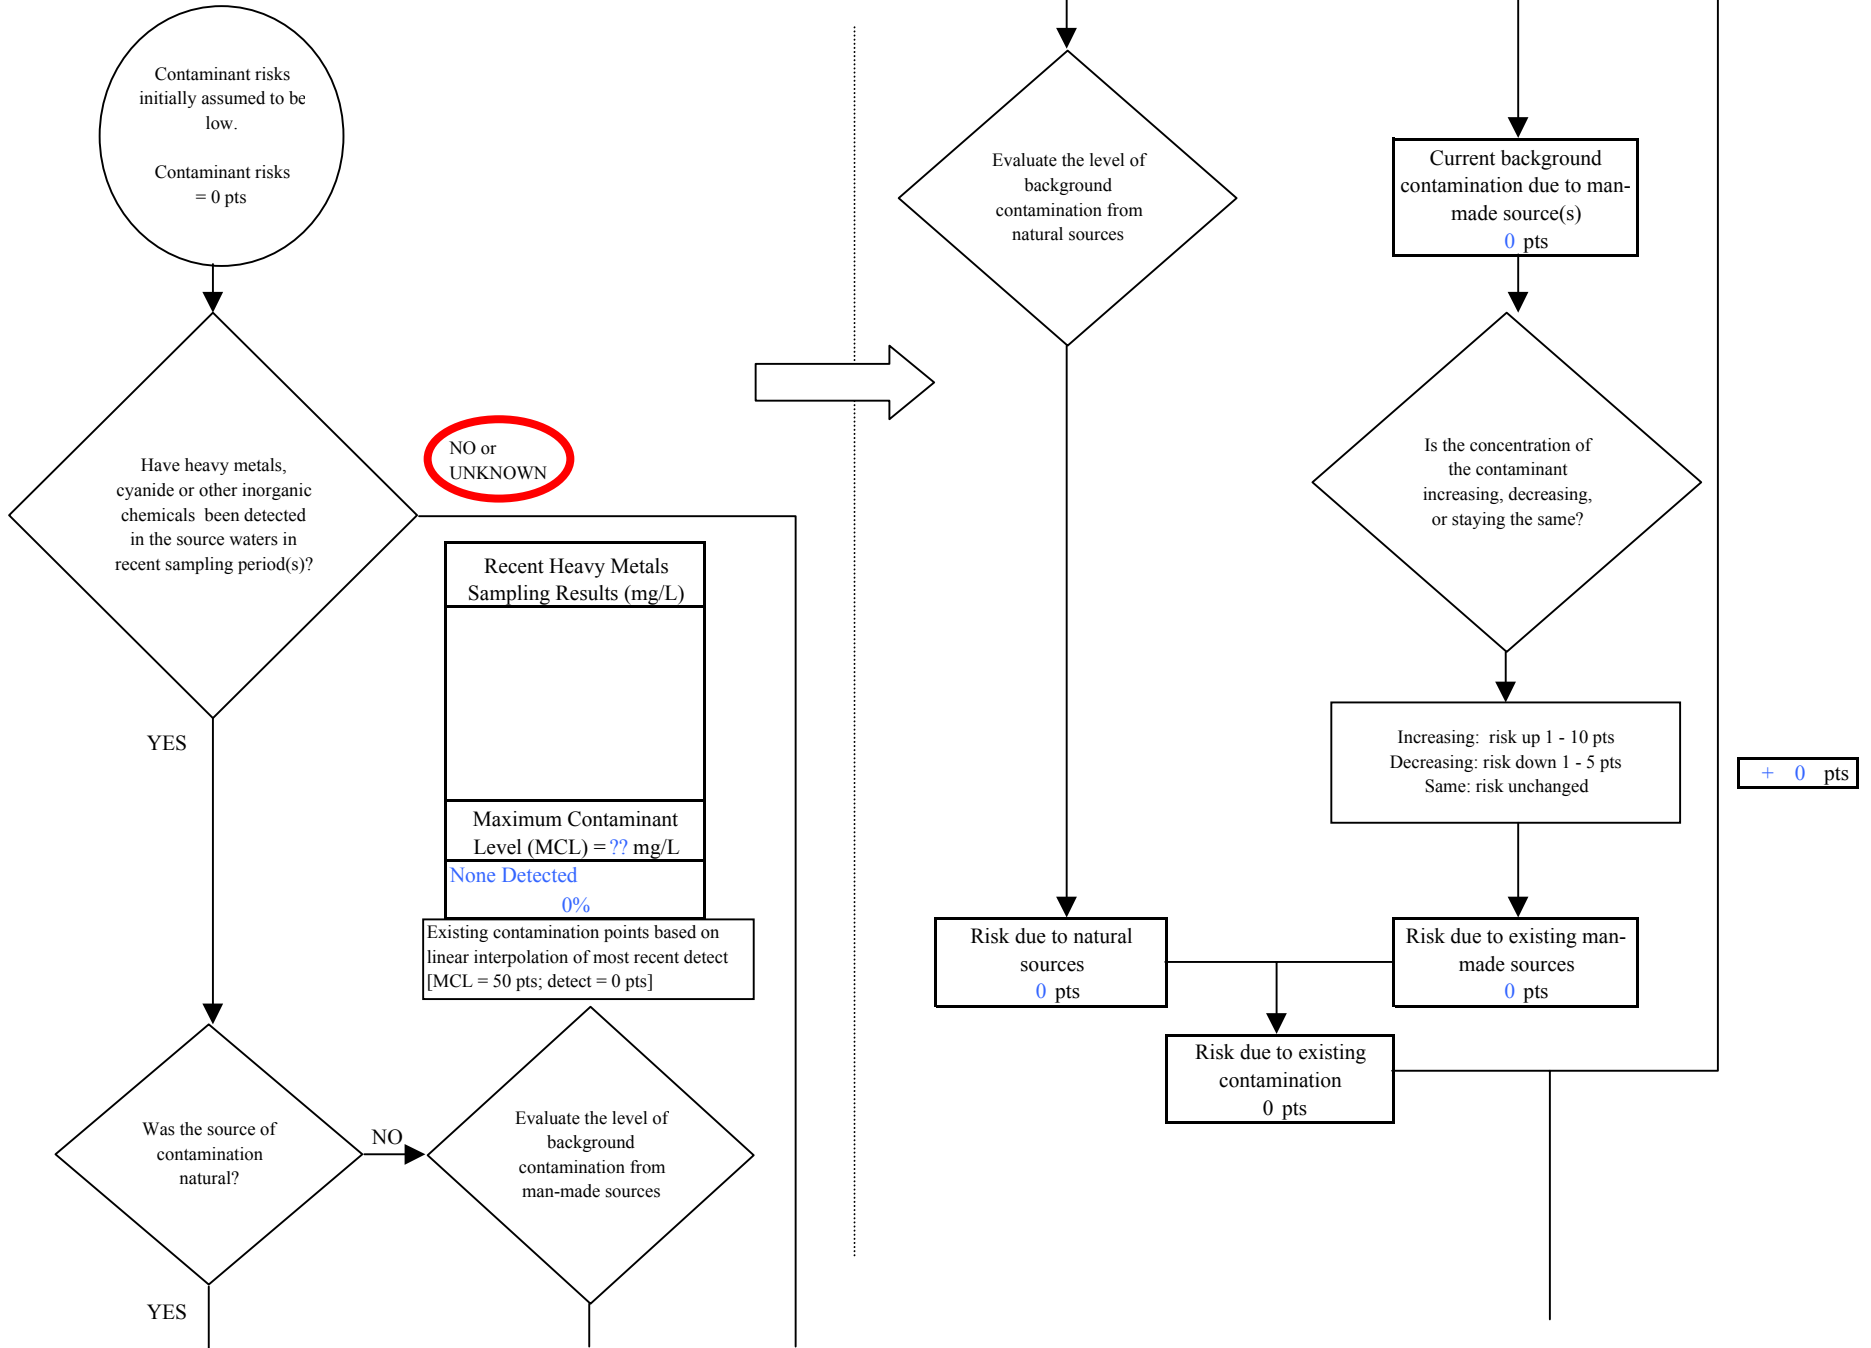 Contaminant risks
initially assumed to be
low.
Contaminant risks
= 0 pts
Have heavy metals,
cyanide or other inorganic
chemicals been detected
in the source waters in
recent sampling period(s)?
NO or
UNKNOWN
YES
Recent Heavy Metals
Sampling Results (mg/L)
Maximum Contaminant
Level (MCL) = ?? mg/L
None Detected
0%
Existing contamination points based on
linear interpolation of most recent detect
[MCL = 50 pts; detect = 0 pts]
Was the source of
contamination
natural?
NO
Evaluate the level of
background
contamination from
man-made sources
YES
Evaluate the level of
background
contamination from
natural sources
Current background
contamination due to man-
made source(s)
0 pts
Is the concentration of
the contaminant
increasing, decreasing,
or staying the same?
Increasing: risk up 1 - 10 pts
Decreasing: risk down 1 - 5 pts
Same: risk unchanged
+ 0 pts
Risk due to natural
sources
0 pts
Risk due to existing man-
made sources
0 pts
Risk due to existing
contamination
0 pts